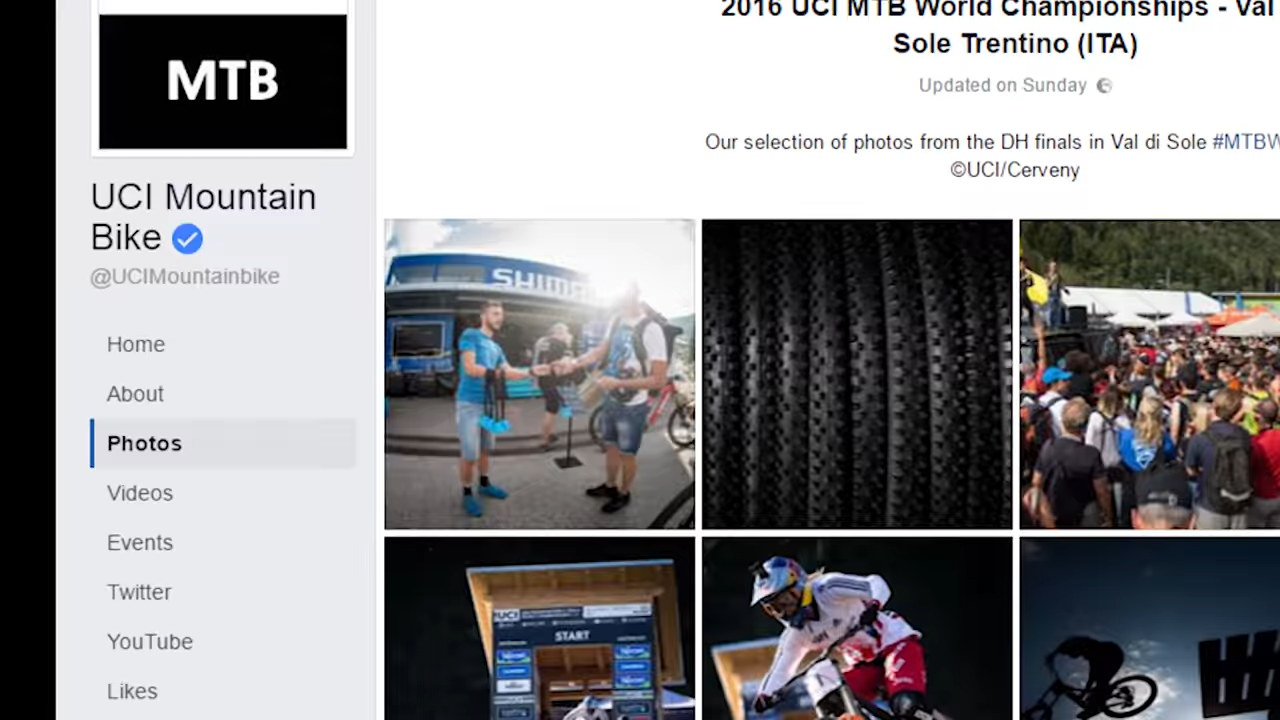 MTB
UCI Mountain
Bike
@UCIMountainbike
Home
About
Photos
Videos
Events
Twitter
YouTube
Likes
2016 UCI MTB World Championships - Val
Sole Trentino (ITA)
Updated on Sunday
Our selection of photos from the DH finals in Val di Sole #MTBW
©UCI/Cerveny
UCI
START